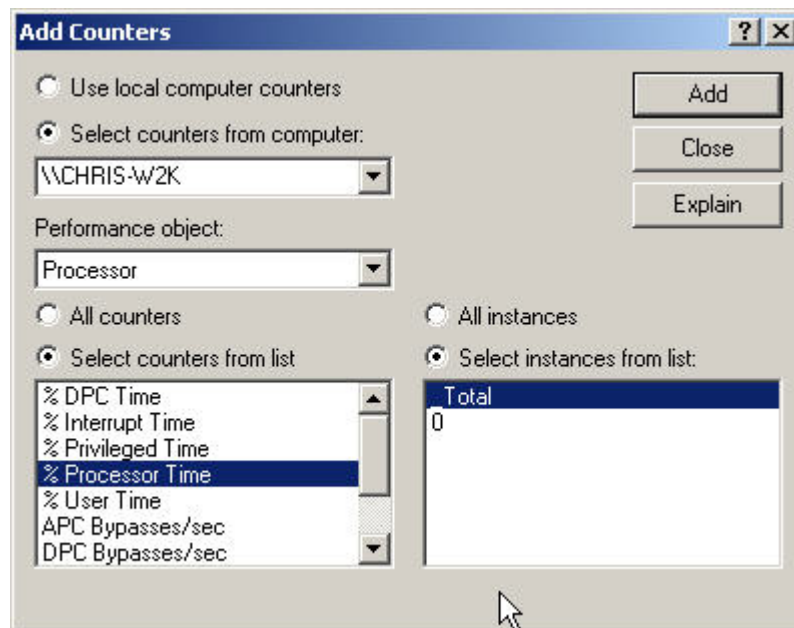 Add Counters
Use local computer counters
Select counters from computer:
\\CHRIS-W2K
Performance object:
Processor
All counters
Select counters from list
% DPC Time
% Interrupt Time
% Privileged Time
% Processor Time
% User Time
APC Bypasses/sec
DPC Bypasses/sec
All instances
Select instances from list:
_Total
0
Add
Close
Explain